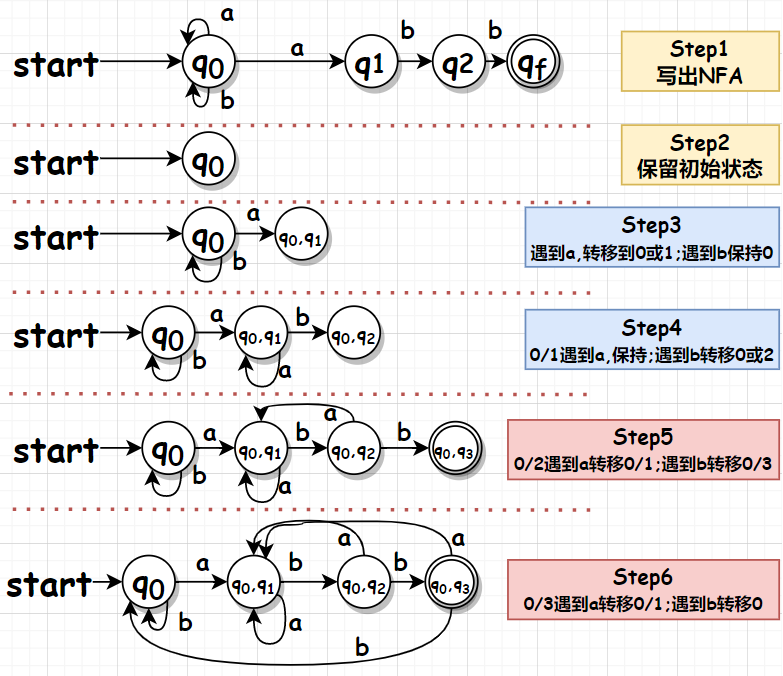 a
start q0 a q1 b q2 b qf
b
Step1
写出NFA
start q0
Step2
保留初始状态
start q0 a q0,q1
b
Step3
遇到a,转移到0或1;遇到b保持0
start q0 a q0,q1 b q0,q2
b a
Step4
0/1遇到a,保持;遇到b转移0或2
a
start q0 a q0,q1 b q0,q2 b q0,q3
b a
Step5
0/2遇到a转移0/1;遇到b转移0/3
a a
start q0 a q0,q1 b q0,q2 b q0,q3
b a
b
Step6
0/3遇到a转移0/1;遇到b转移0